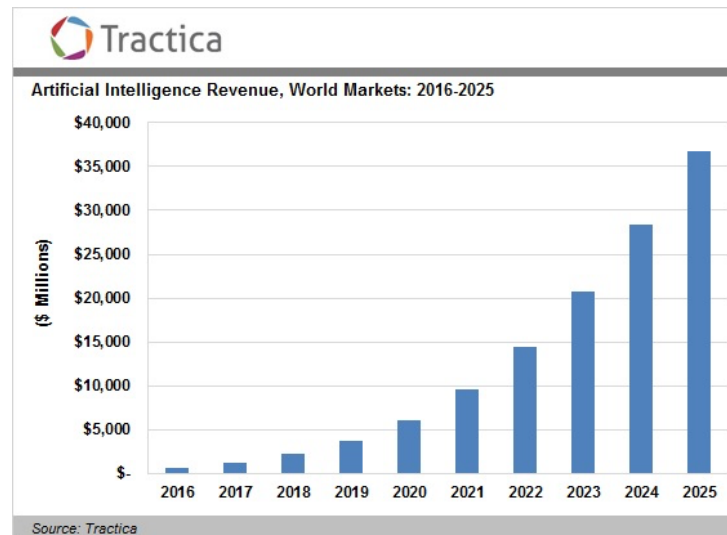 Tractica
Artificial Intelligence Revenue, World Markets: 2016-2025
$40,000
$35,000
$30,000
$25,000
$20,000
$15,000
$10,000
$5,000
$-
($ Millions)
2016 2017 2018 2019 2020 2021 2022 2023 2024 2025
Source: Tractica